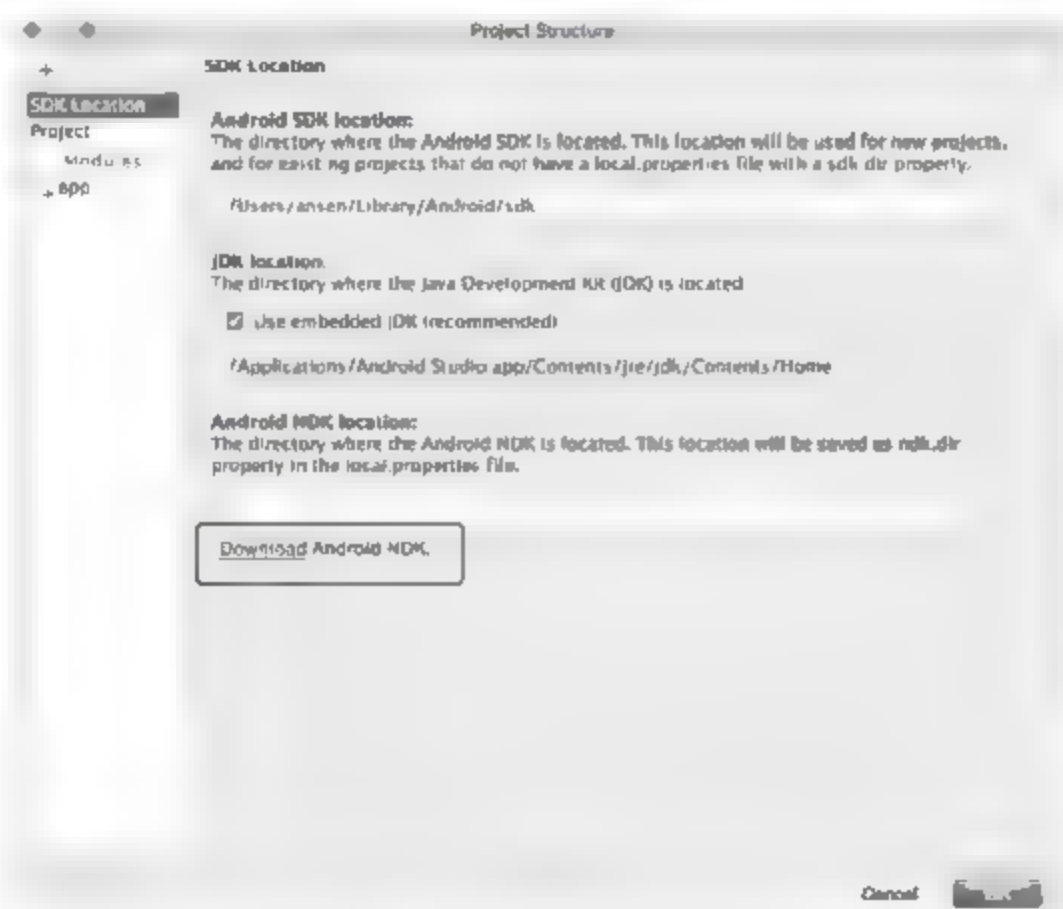 Project Structure
SDK Location
SDK Location
Project
Modules
app
Android SDK location:
The directory where the Android SDK is located. This location will be used for new projects,
and for existing projects that do not have a local.properties file with a sdk.dir property.
/Users/ansen/Library/Android/sdk
JDK location:
The directory where the Java Development Kit (JDK) is located
Use embedded JDK (recommended)
/Applications/Android Studio.app/Contents/jre/jdk/Contents/Home
Android NDK location:
The directory where the Android NDK is located. This location will be saved as ndk.dir
property in the local.properties file.
Download Android NDK.
Cancel